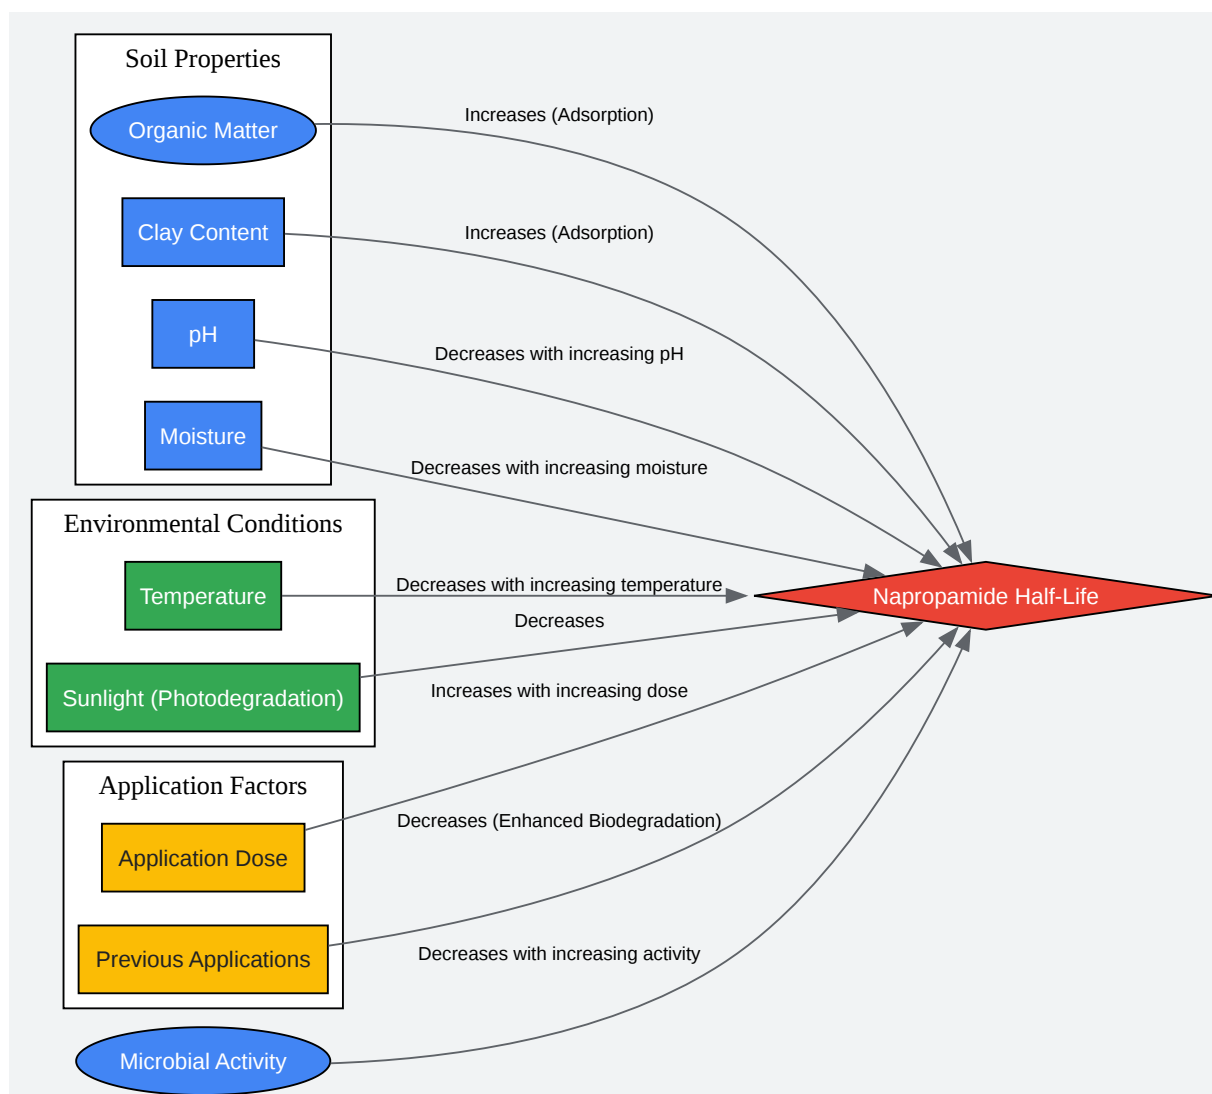 Soil Properties
Organic Matter
Increases (Adsorption)
Clay Content
Increases (Adsorption)
pH
Decreases with increasing pH
Moisture
Decreases with increasing moisture
Environmental Conditions
Temperature
Decreases with increasing temperature
Napropamide Half-Life
Decreases
Sunlight (Photodegradation)
Increases with increasing dose
Application Factors
Application Dose
Decreases (Enhanced Biodegradation)
Previous Applications
Decreases with increasing activity
Microbial Activity